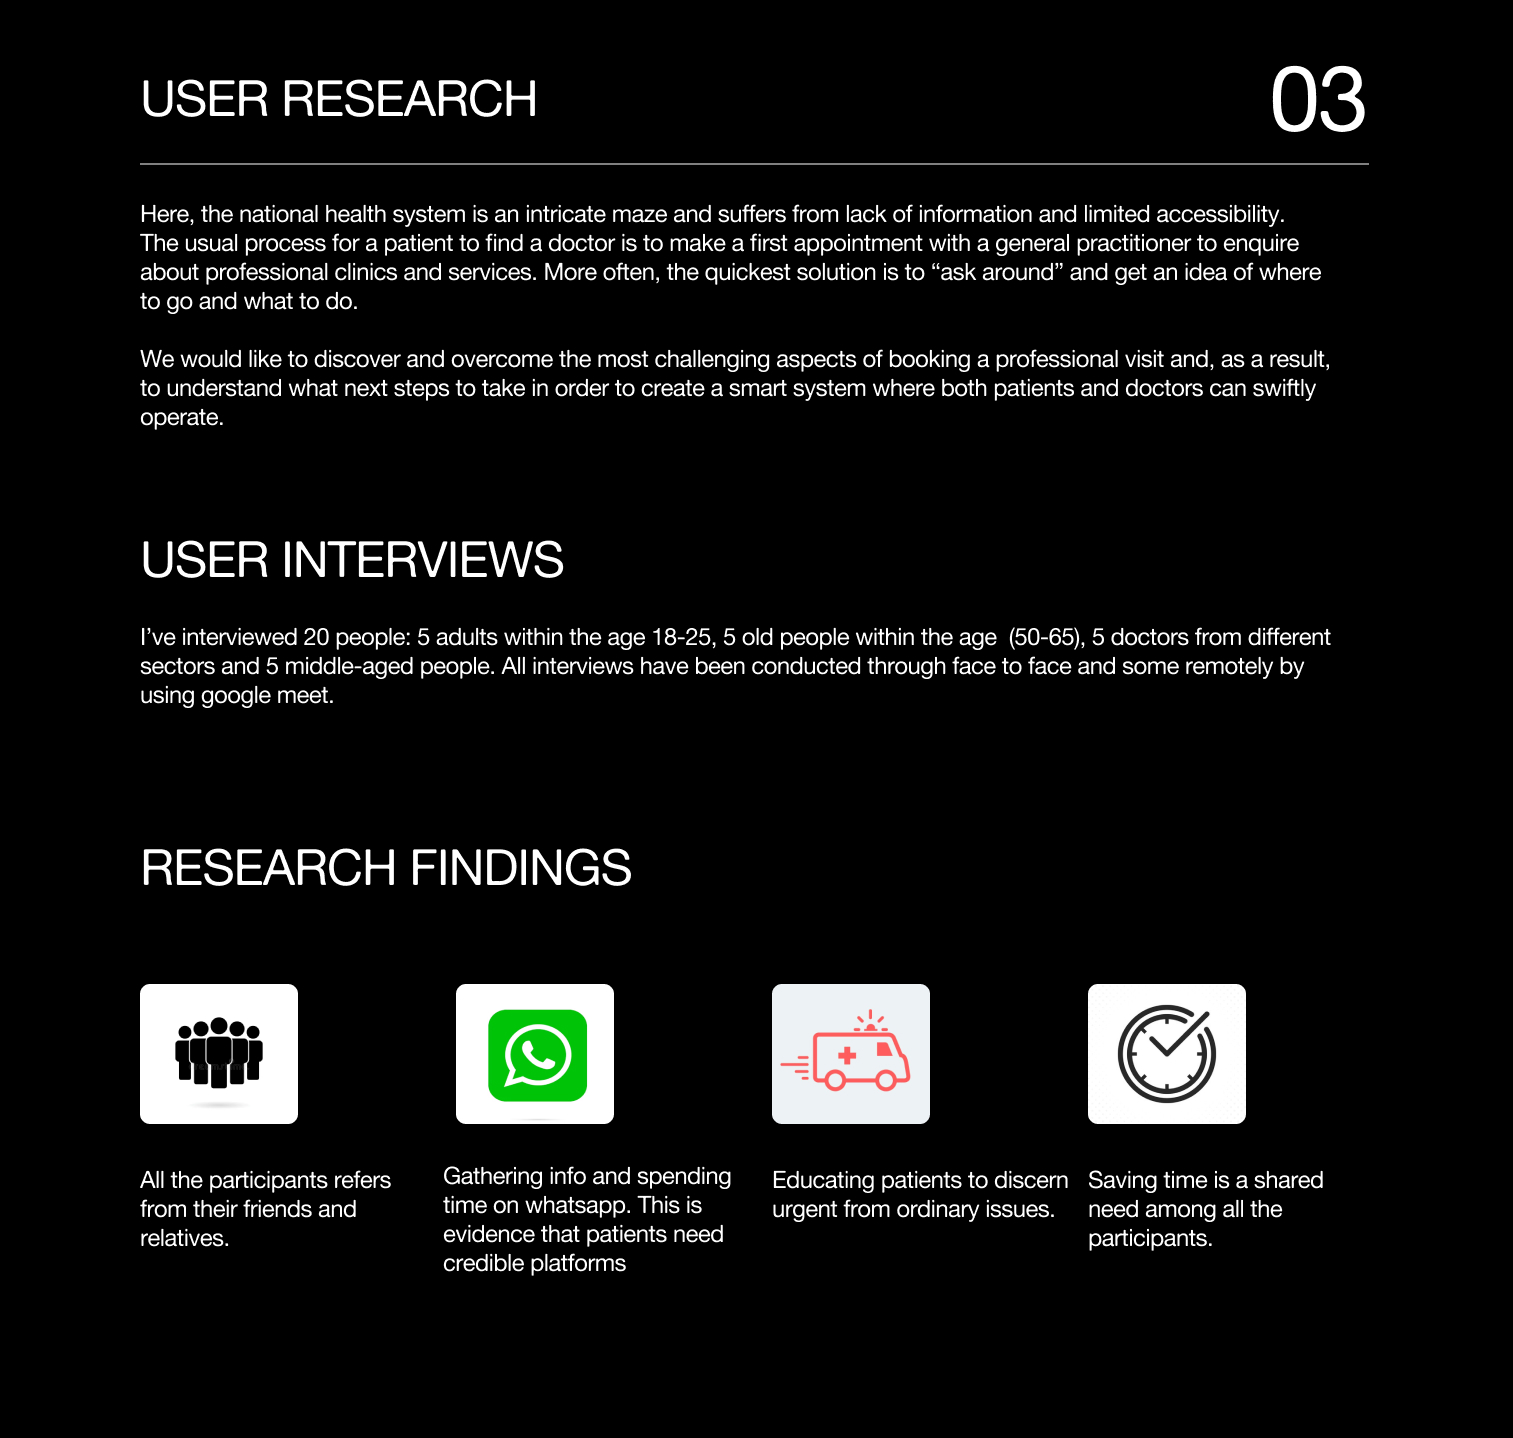 USER RESEARCH
03
Here, the national health system is an intricate maze and suffers from lack of information and limited accessibility.
The usual process for a patient to find a doctor is to make a first appointment with a general practitioner to enquire
about professional clinics and services. More often, the quickest solution is to “ask around” and get an idea of where
to go and what to do.
We would like to discover and overcome the most challenging aspects of booking a professional visit and, as a result,
to understand what next steps to take in order to create a smart system where both patients and doctors can swiftly
operate.
USER INTERVIEWS
I’ve interviewed 20 people: 5 adults within the age 18-25, 5 old people within the age  (50-65), 5 doctors from different
sectors and 5 middle-aged people. All interviews have been conducted through face to face and some remotely by
using google meet.
RESEARCH FINDINGS
All the participants refers
from their friends and
relatives.
Gathering info and spending
time on whatsapp. This is
evidence that patients need
credible platforms
Educating patients to discern
urgent from ordinary issues.
Saving time is a shared
need among all the
participants.